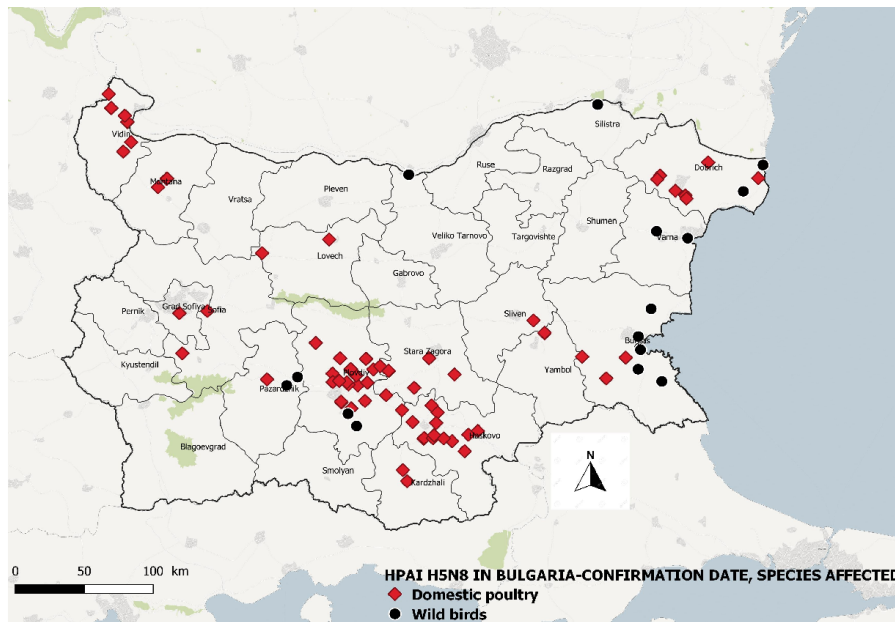 Silistra
Vidin
Ruse
Dobrich
Montana
Razgrad
Pleven
Vratsa
Shumen
Veliko Tarnovo
Targovishte
Varna
Lovech
Gabrovo
Grad Sofiya
Sofia
Pernik
Sliven
Burgas
Stara Zagora
Kyustendil
Yambol
Plovdiv
Pazardzhik
Haskovo
Blagoevgrad
N
Smolyan
Kardzhali
0 50 100 km
HPAI H5N8 IN BULGARIA-CONFIRMATION DATE, SPECIES AFFECTED
Domestic poultry
Wild birds